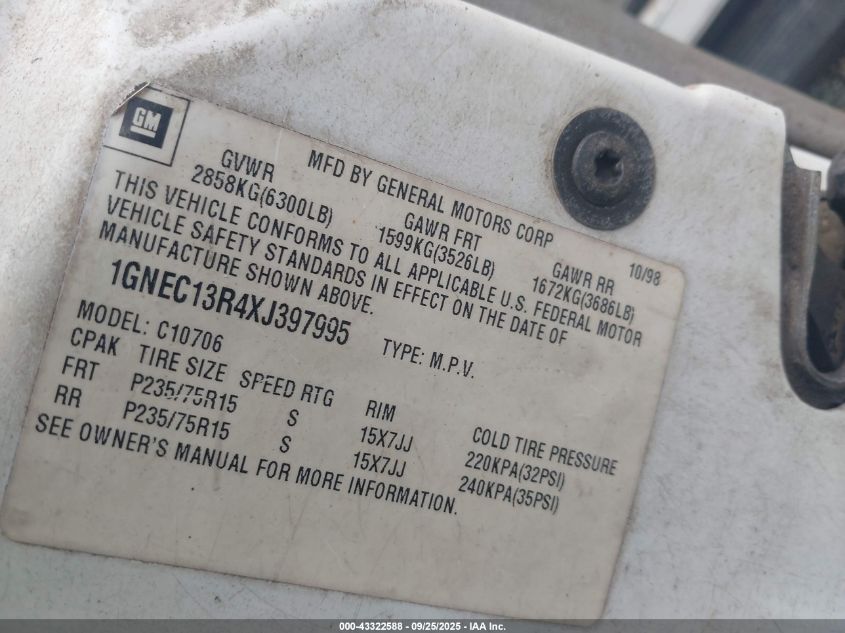 GM
MFD BY GENERAL MOTORS CORP 10/98
GVWR GAWR FRT GAWR RR
2858KG(6300LB) 1599KG(3526LB) 1672KG(3686LB)
THIS VEHICLE CONFORMS TO ALL APPLICABLE U.S. FEDERAL MOTOR
VEHICLE SAFETY STANDARDS IN EFFECT ON THE DATE OF
MANUFACTURE SHOWN ABOVE.
1GNEC13R4XJ397995 TYPE: M.P.V.
MODEL: C10706
CPAK TIRE SIZE SPEED RTG RIM COLD TIRE PRESSURE
FRT P235/75R15 S 15X7JJ 220KPA(32PSI)
RR P235/75R15 S 15X7JJ 240KPA(35PSI)
SEE OWNER'S MANUAL FOR MORE INFORMATION.
000-43322588 - 09/25/2025 - IAA Inc.